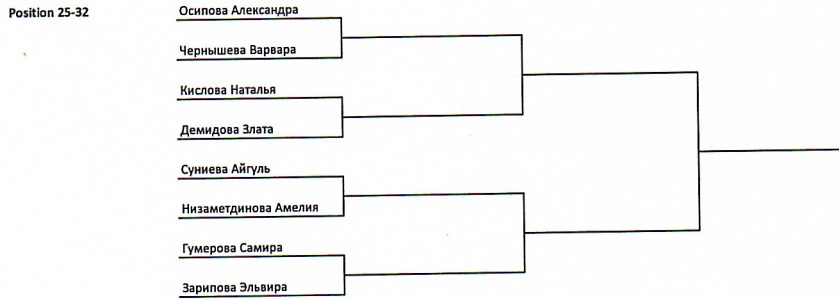 Position 25-32
Осипова Александра
Чернышева Варвара
Кислова Наталья
Демидова Злата
Суниева Айгуль
Низаметдинова Амелия
Гумерова Самира
Зарипова Эльвира